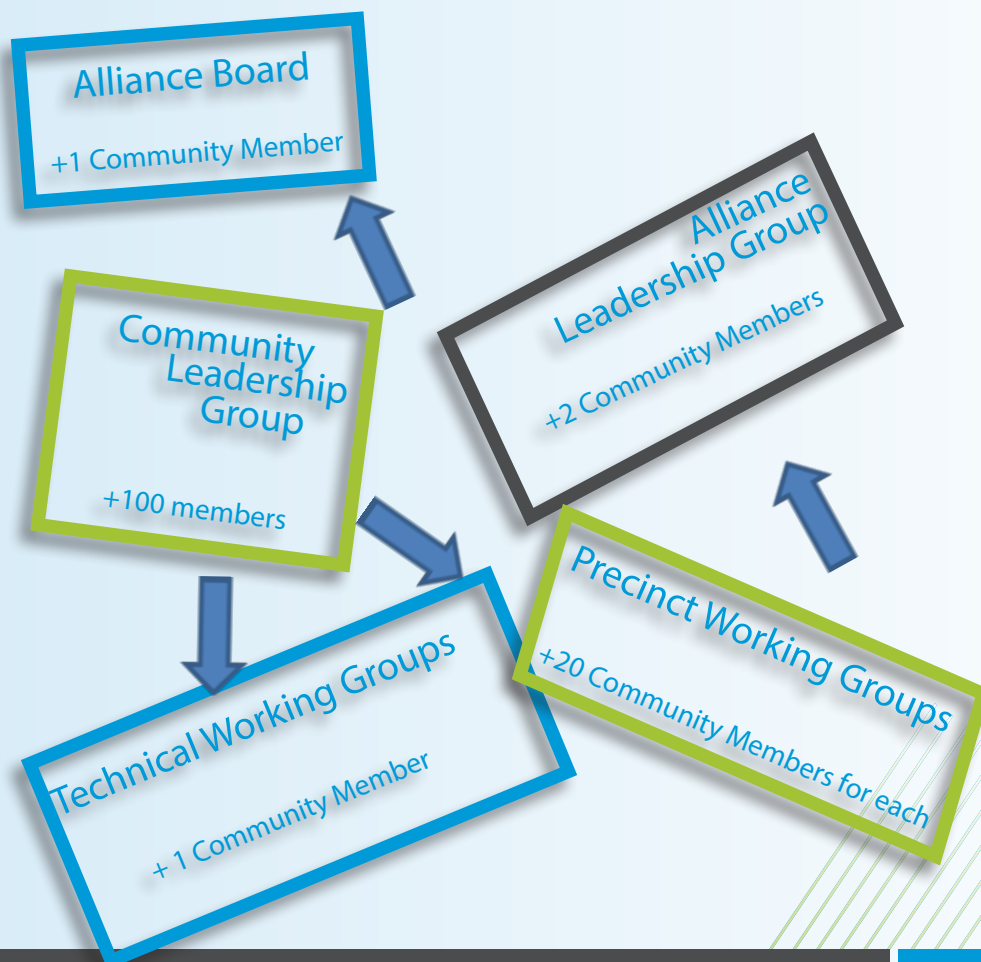 Alliance Board
+1 Community Member
Alliance
Leadership Group
+2 Community Members
Community
Leadership
Group
+100 members
Precinct Working Groups
+20 Community Members for each
Technical Working Groups
+ 1 Community Member